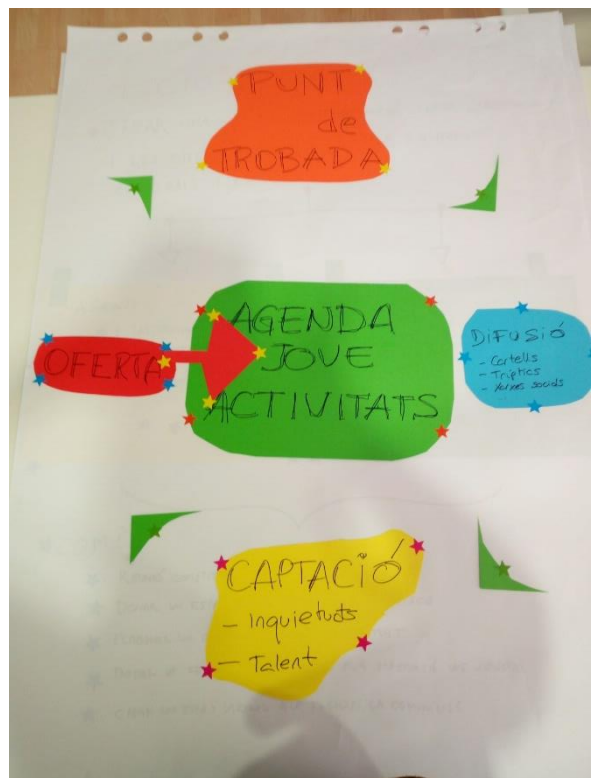 PUNT
de
TROBADA
AGENDA
JOVE
ACTIVITATS
OFERTA
DiFUSió
- Cartells
- Tríptics
- Xarxes socials
CAPTACiÓ
- Inquietuds
- Talent